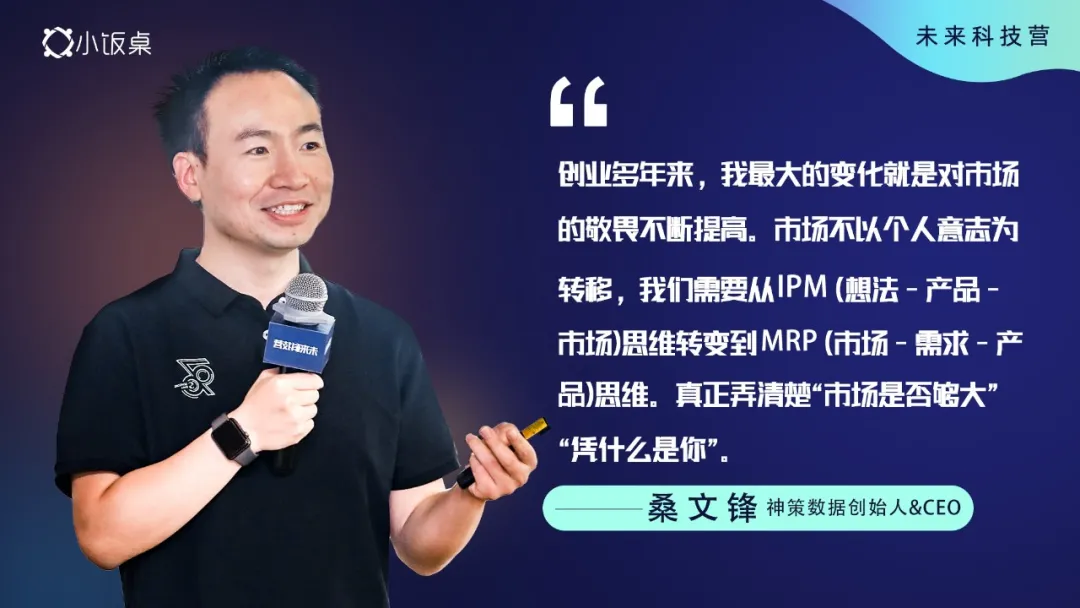 小饭桌
未来科技营
“
创业多年来，我最大的变化就是对市场
的敬畏不断提高。市场不以个人意志为
转移，我们需要从IPM (想法 - 产品 -
市场)思维转变到MRP (市场 - 需求 - 产
品)思维。真正弄清楚“市场是否够大”
“凭什么是你”。
桑文锋 神策数据创始人&CEO